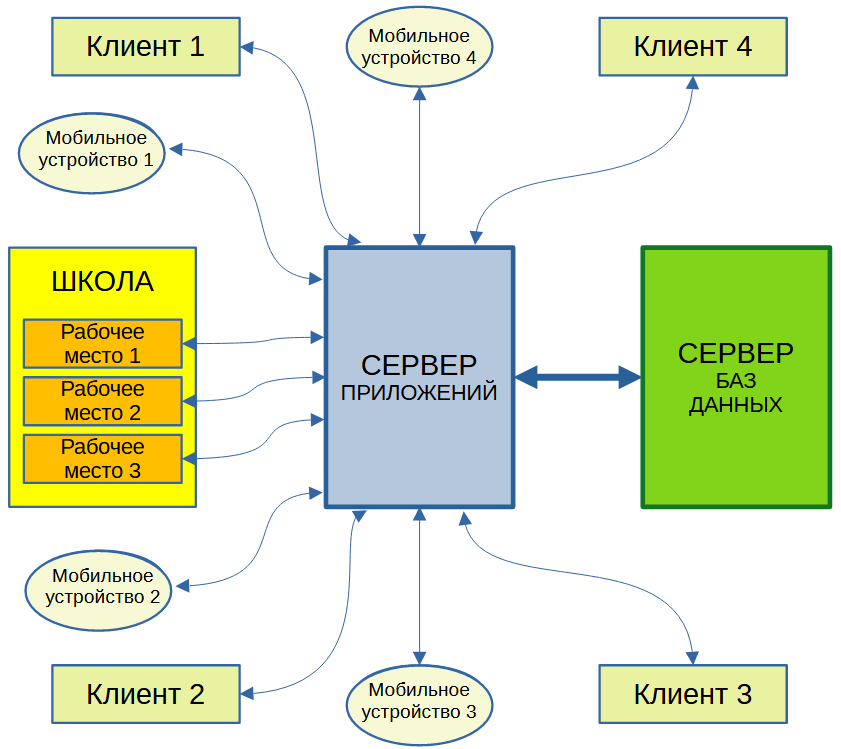 Клиент 1
Мобильное
устройство 4
Клиент 4
Мобильное
устройство 1
ШКОЛА
Рабочее
место 1
Рабочее
место 2
Рабочее
место 3
СЕРВЕР
ПРИЛОЖЕНИЙ
СЕРВЕР
БАЗ
ДАННЫХ
Мобильное
устройство 2
Клиент 2
Мобильное
устройство 3
Клиент 3